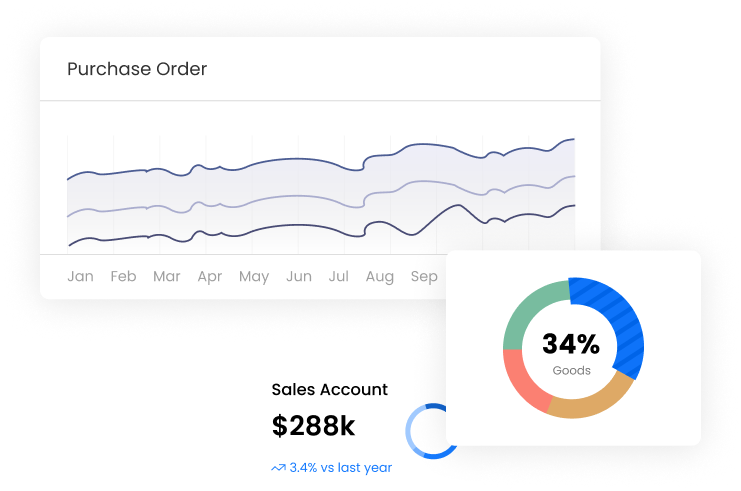 Purchase Order
Jan Feb Mar Apr May Jun Jul Aug Sep
34%
Goods
Sales Account
$288k
3.4% vs last year